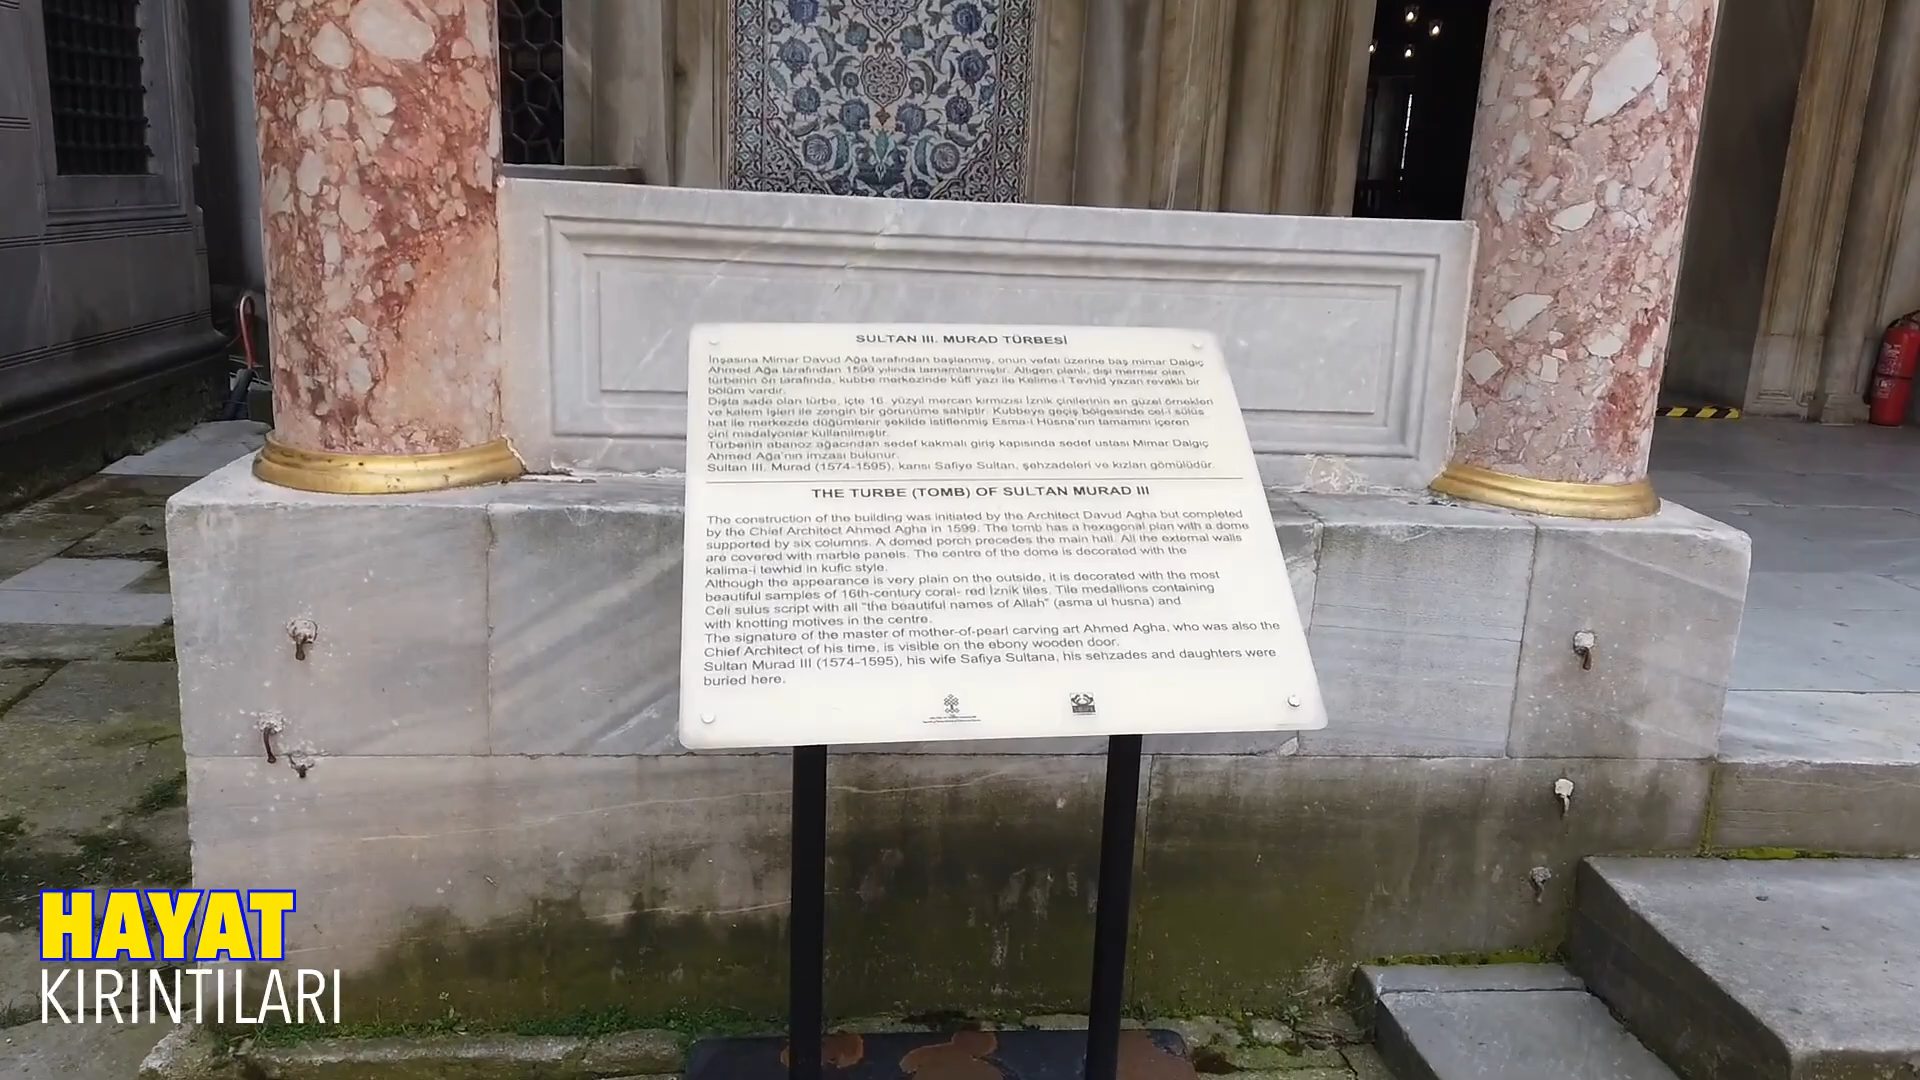 SULTAN III. MURAD TÜRBESİ
İnşasına Mimar Davud Ağa tarafından başlanmış, onun vefatı üzerine baş mimar Dalgıç
Ahmed Ağa tarafından 1599 yılında tamamlanmıştır. Altıgen planlı, dışı mermer olan
türbenin ön tarafında, kubbe merkezinde kûfi yazı ile Kelime-i Tevhid yazan revaklı bir
bölüm vardır.
Dışta sade olan türbe, içte 16. yüzyıl mercan kırmızısı İznik çinilerinin en güzel örnekleri
ve kalem işleri ile zengin bir görünüme sahiptir. Kubbeye geçiş bölgesinde cel-i sülüs
hat ile merkezde düğümlenir şekilde istiflenmiş Esma-i Hüsna'nın tamamını içeren
çini madalyonlar kullanılmıştır.
Türbenin abanoz ağacından sedef kakmalı giriş kapısında sedef ustası Mimar Dalgıç
Ahmed Ağa'nın imzası bulunur.
Sultan III. Murad (1574-1595), karısı Safiye Sultan, şehzadeleri ve kızları gömülüdür.
THE TURBE (TOMB) OF SULTAN MURAD III
The construction of the building was initiated by the Architect Davud Agha but completed
by the Chief Architect Ahmed Agha in 1599. The tomb has a hexagonal plan with a dome
supported by six columns. A domed porch precedes the main hall. All the external walls
are covered with marble panels. The centre of the dome is decorated with the
kalima-i tewhid in kufic style.
Although the appearance is very plain on the outside, it is decorated with the most
beautiful samples of 16th-century coral- red İznik tiles. Tile medallions containing
Celi sulus script with all "the beautiful names of Allah" (asma ul husna) and
with knotting motives in the centre.
The signature of the master of mother-of-pearl carving art Ahmed Agha, who was also the
Chief Architect of his time, is visible on the ebony wooden door.
Sultan Murad III (1574-1595), his wife Safiya Sultana, his sehzades and daughters were
buried here.
HAYAT
KIRINTILARI